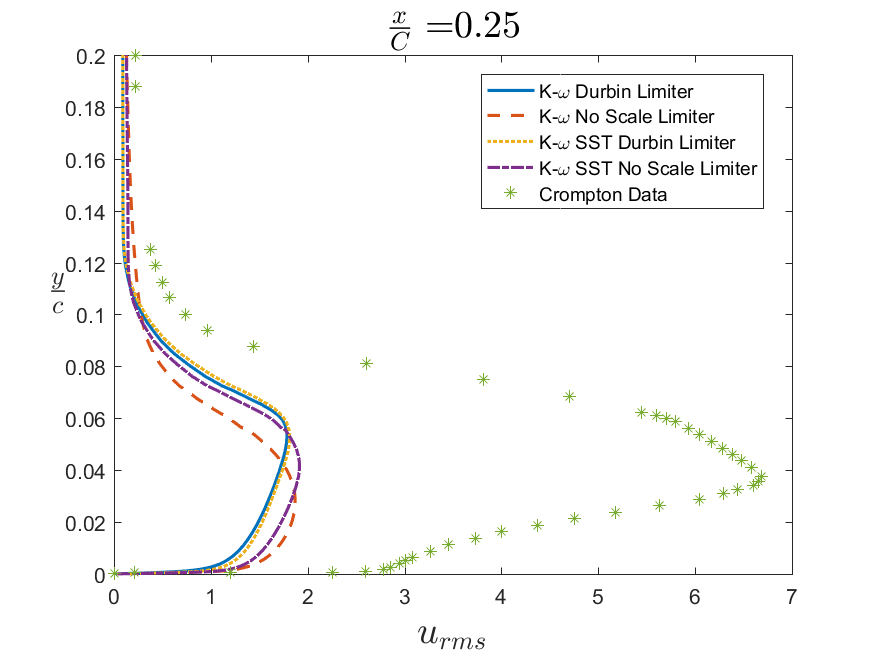 x/C =0.25
0.2
0.18
0.16
0.14
0.12
0.1
0.08
0.06
0.04
0.02
0
y/c
K-ω Durbin Limiter
K-ω No Scale Limiter
K-ω SST Durbin Limiter
K-ω SST No Scale Limiter
Crompton Data
0 1 2 3 4 5 6 7
u_rms